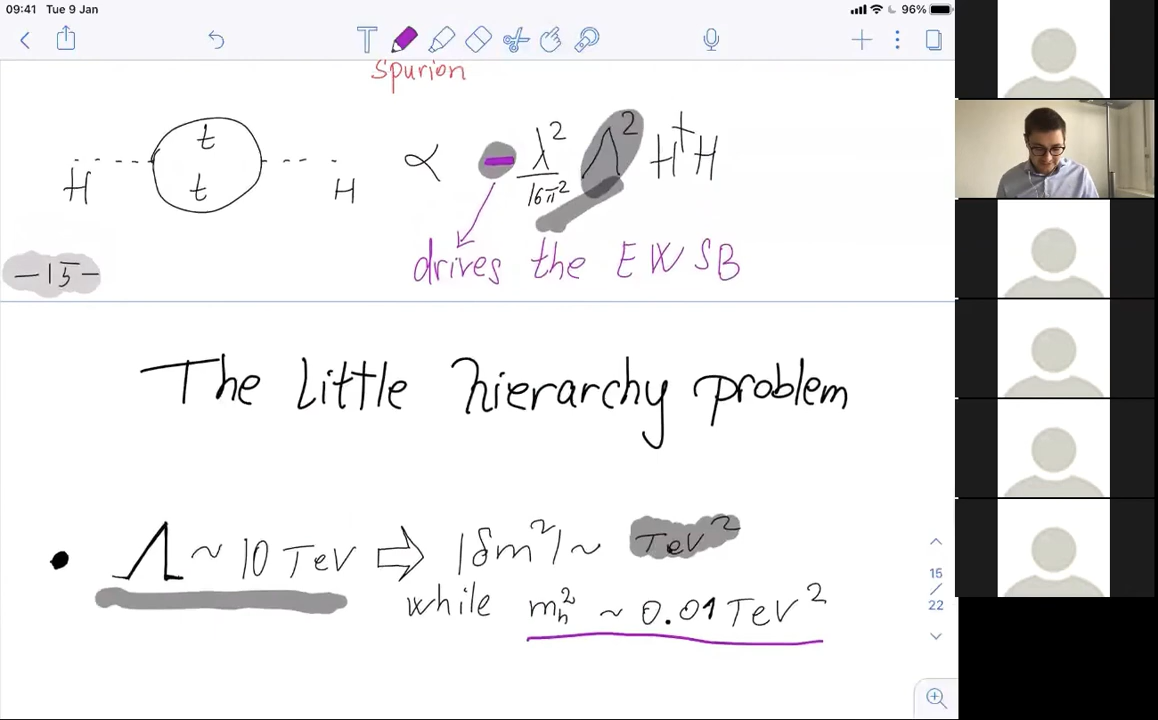 09:41 Tue 9 Jan
96%
Spurion
t
t
H
H
∝ - λ²/16π² Λ² H†H
drives the EWSB
-15-
The little hierarchy problem
• Λ ~ 10 TeV ⇒ |δm²| ~ TeV²
while m_h² ~ 0.01 TeV²
15
/
22